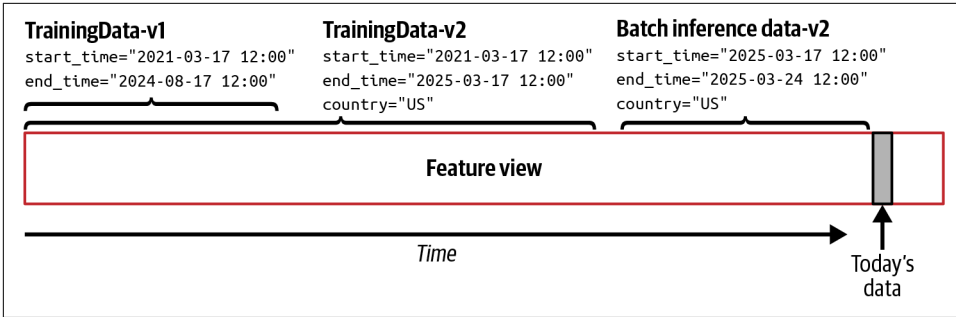 TrainingData-v1
start_time="2021-03-17 12:00"
end_time="2024-08-17 12:00"
TrainingData-v2
start_time="2021-03-17 12:00"
end_time="2025-03-17 12:00"
country="US"
Batch inference data-v2
start_time="2025-03-17 12:00"
end_time="2025-03-24 12:00"
country="US"
Feature view
Time
Today's
data